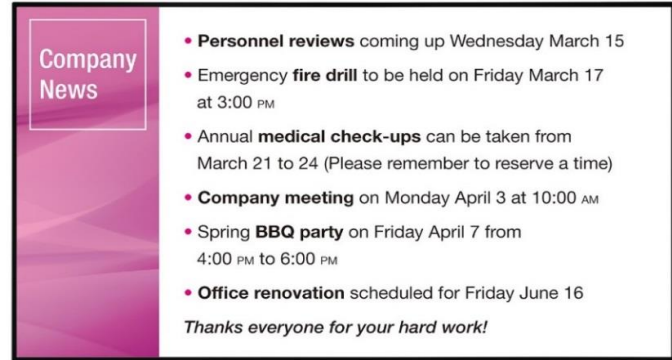 Company
News
• Personnel reviews coming up Wednesday March 15
• Emergency fire drill to be held on Friday March 17
at 3:00 PM
• Annual medical check-ups can be taken from
March 21 to 24 (Please remember to reserve a time)
• Company meeting on Monday April 3 at 10:00 AM
• Spring BBQ party on Friday April 7 from
4:00 PM to 6:00 PM
• Office renovation scheduled for Friday June 16
Thanks everyone for your hard work!